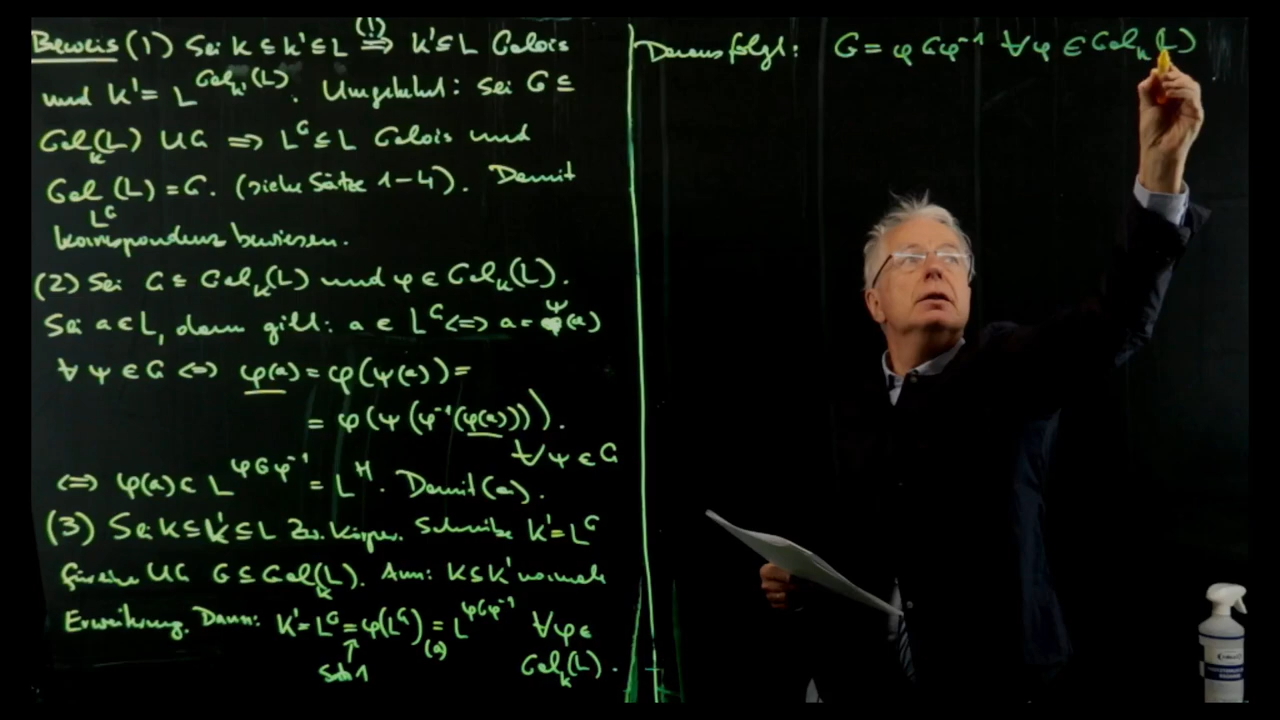 Beweis (1) Sei k ⊆ k' ⊆ L ⟹(!) k' ⊆ L Galois
und k' = L^{Gal_{k'}(L)}. Umgekehrt: Sei G ⊆
Gal_k(L) UG ⟹ L^G ⊆ L Galois und
Gal_{L^G}(L) = G. (siehe Sätze 1-4). Damit
korrespondenz bewiesen.
(2) Sei G ⊆ Gal_k(L) und φ ∈ Gal_k(L).
Sei a ∈ L, dann gilt: a ∈ L^G ⟺ a = ψ(a)
∀ ψ ∈ G ⟺ φ(a) = φ(ψ(a)) =
= φ(ψ(φ^{-1}(φ(a)))).
∀ ψ ∈ G
⟺ φ(a) ∈ L^{φGφ^{-1}} = L^H. Damit (a).
(3) Sei k ⊆ k' ⊆ L Zw. Körper. Schreibe k' = L^G
für eine UG G ⊆ Gal_k(L). Ann: k ⊆ k' normale
Erweiterung. Dann: k' = L^G = φ(L^G) =_{(a)} L^{φGφ^{-1}} ∀ φ ∈
↑
Satz 1 Gal_k(L).
Daraus folgt: G = φGφ^{-1} ∀ φ ∈ Gal_k(L)